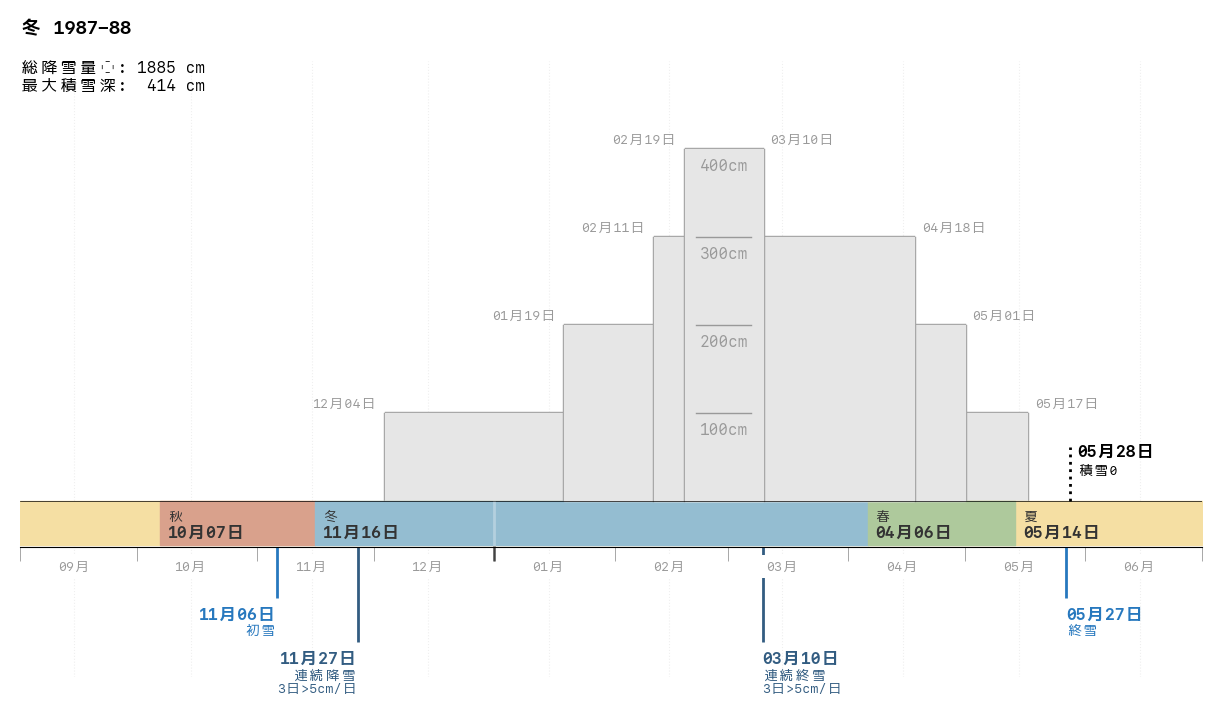 冬 1987–88
総降雪量: 1885 cm
最大積雪深: 414 cm
02月19日 03月10日
400cm
02月11日 04月18日
300cm
01月19日 05月01日
200cm
12月04日 05月17日
100cm
05月28日
積雪0
秋 冬 春 夏
10月07日 11月16日 04月06日 05月14日
09月 10月 11月 12月 01月 02月 03月 04月 05月 06月
11月06日 05月27日
初雪 終雪
11月27日 03月10日
連続降雪 連続終雪
3日>5cm/日 3日>5cm/日